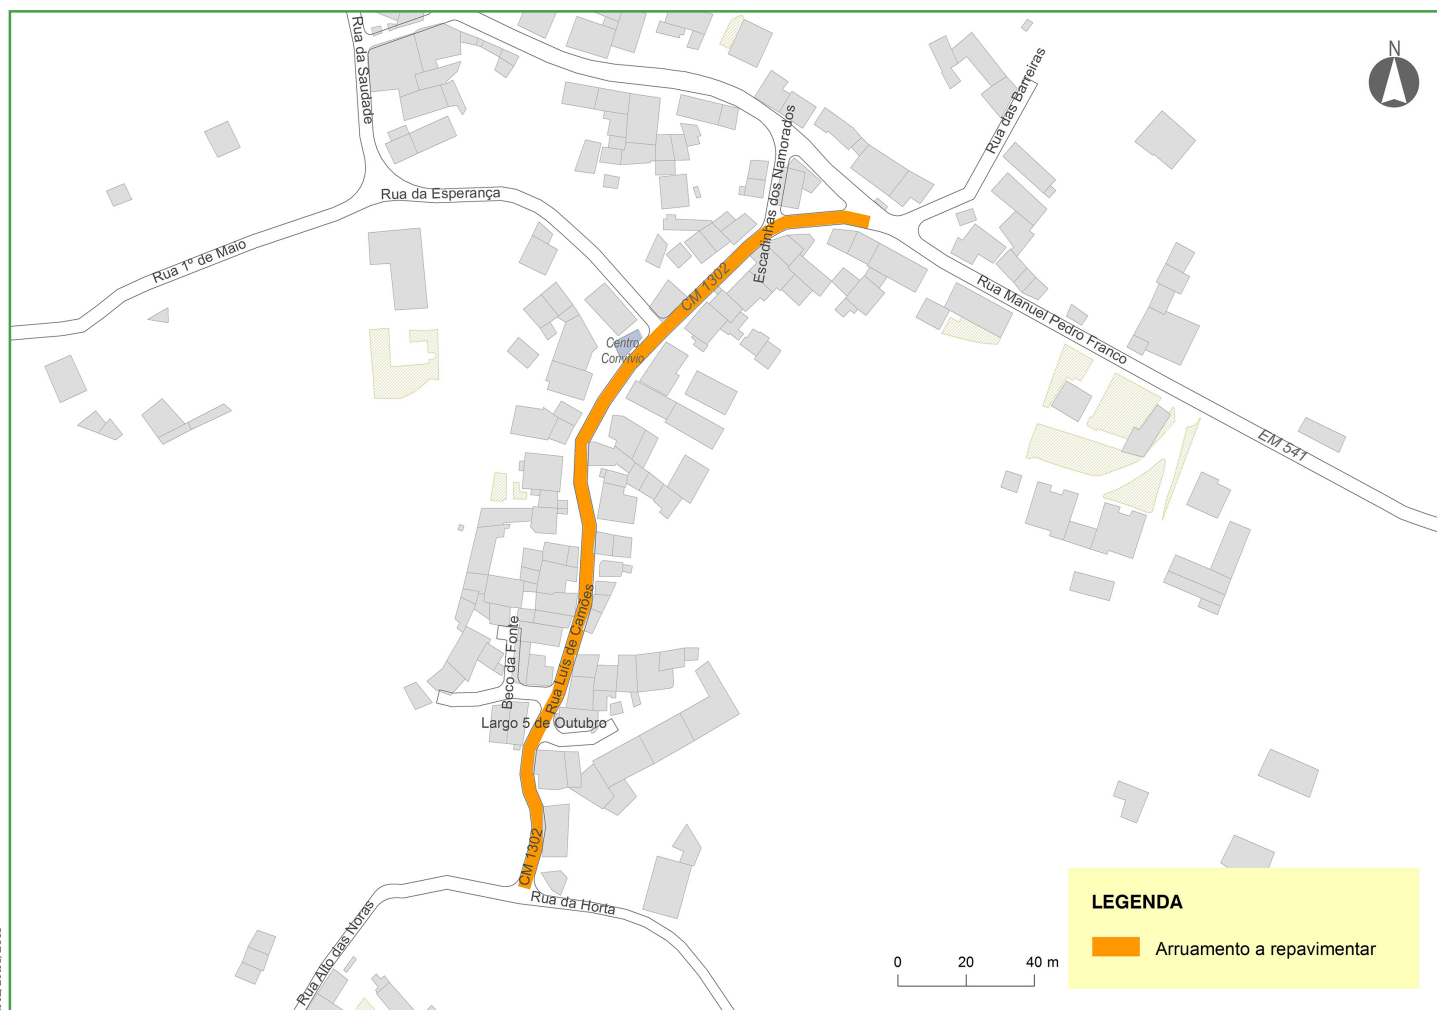 Rua da Saudade
N
Rua das Barreiras
Escadinhas dos Namorados
Rua da Esperança
Rua 1º de Maio
CM 1302
Rua Manuel Pedro Franco
Centro
Convívio
EM 541
Rua Luís de Camões
Beco da Fonte
Largo 5 de Outubro
CM 1302
Rua da Horta
Rua Alto das Noras
LEGENDA
Arruamento a repavimentar
0 20 40 m